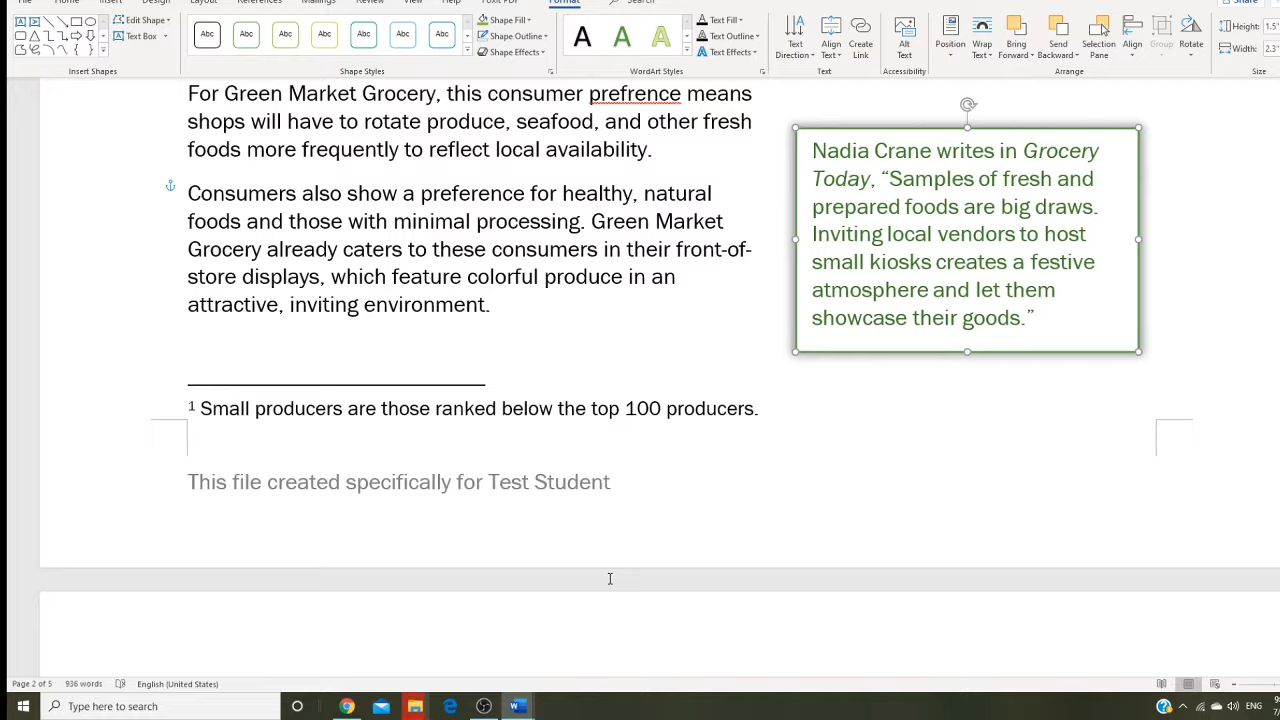 Format
Edit Shape
Text Box
Abc Abc Abc Abc Abc Abc Abc
Shape Fill
Shape Outline
Shape Effects
A A A
Text Fill
Text Outline
Text Effects
Text Direction
Align Text
Create Link
Alt Text
Position
Wrap Text
Bring Forward
Send Backward
Selection Pane
Align
Group
Rotate
Height:
Width:
Insert Shapes
Shape Styles
WordArt Styles
Text
Accessibility
Arrange
Size
For Green Market Grocery, this consumer prefrence means
shops will have to rotate produce, seafood, and other fresh
foods more frequently to reflect local availability.
Consumers also show a preference for healthy, natural
foods and those with minimal processing. Green Market
Grocery already caters to these consumers in their front-of-
store displays, which feature colorful produce in an
attractive, inviting environment.
Nadia Crane writes in Grocery
Today, “Samples of fresh and
prepared foods are big draws.
Inviting local vendors to host
small kiosks creates a festive
atmosphere and let them
showcase their goods.”
1 Small producers are those ranked below the top 100 producers.
This file created specifically for Test Student
Page 2 of 5
936 words
English (United States)
Type here to search
ENG